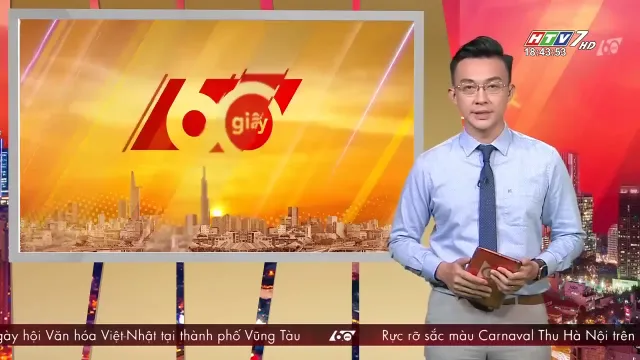 HTV7 HD
18:43:53
60 giây
gày hội Văn hóa Việt-Nhật tại thành phố Vũng Tàu 60 Rực rỡ sắc màu Carnaval Thu Hà Nội trên